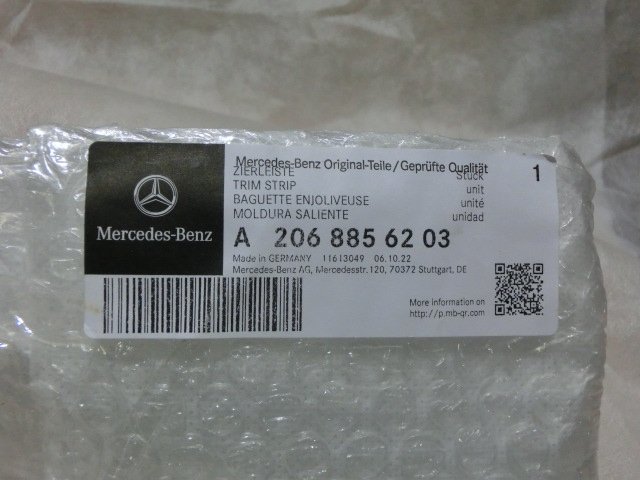 Mercedes-Benz Original-Teile/Geprüfte Qualität
ZIERLEISTE Stück 1
TRIM STRIP unit
BAGUETTE ENJOLIVEUSE unité
MOLDURA SALIENTE unidad
Mercedes-Benz
A 206 885 62 03
Made in GERMANY 11613049 06.10.22
Mercedes-Benz AG, Mercedesstr.120, 70372 Stuttgart, DE
More information on
http://p.mb-qr.com